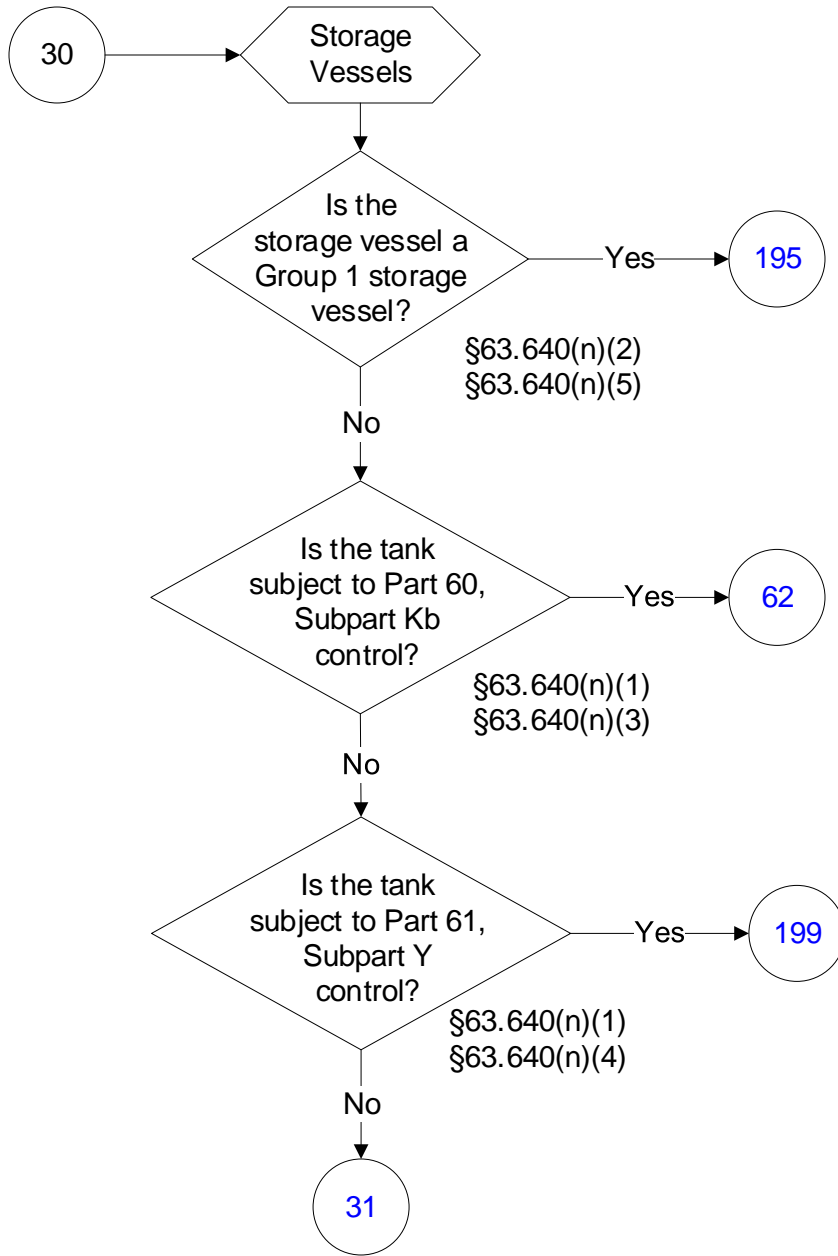 30
Storage
Vessels
Is the
storage vessel a
Group 1 storage
vessel?
Yes
195
§63.640(n)(2)
§63.640(n)(5)
No
Is the tank
subject to Part 60,
Subpart Kb
control?
Yes
62
§63.640(n)(1)
§63.640(n)(3)
No
Is the tank
subject to Part 61,
Subpart Y
control?
Yes
199
§63.640(n)(1)
§63.640(n)(4)
No
31